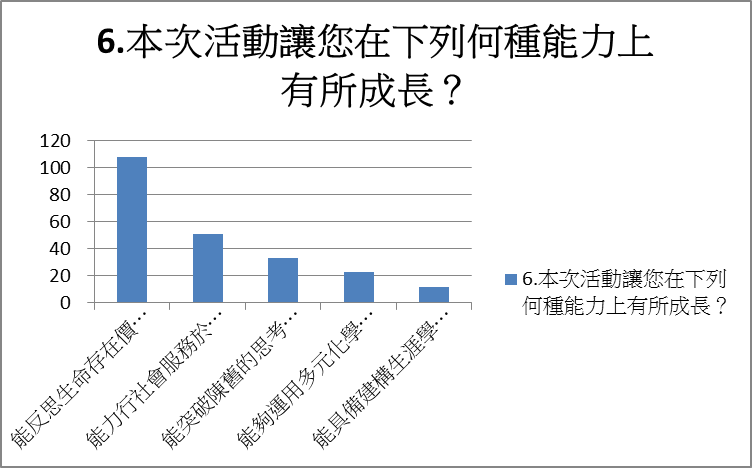 6.本次活動讓您在下列何種能力上
有所成長？
120
100
80
60
40
20
0
能反思生命存在價…
能力行社會服務於…
能突破陳舊的思考…
能夠運用多元化學…
能具備建構生涯學…
6.本次活動讓您在下列
何種能力上有所成長？